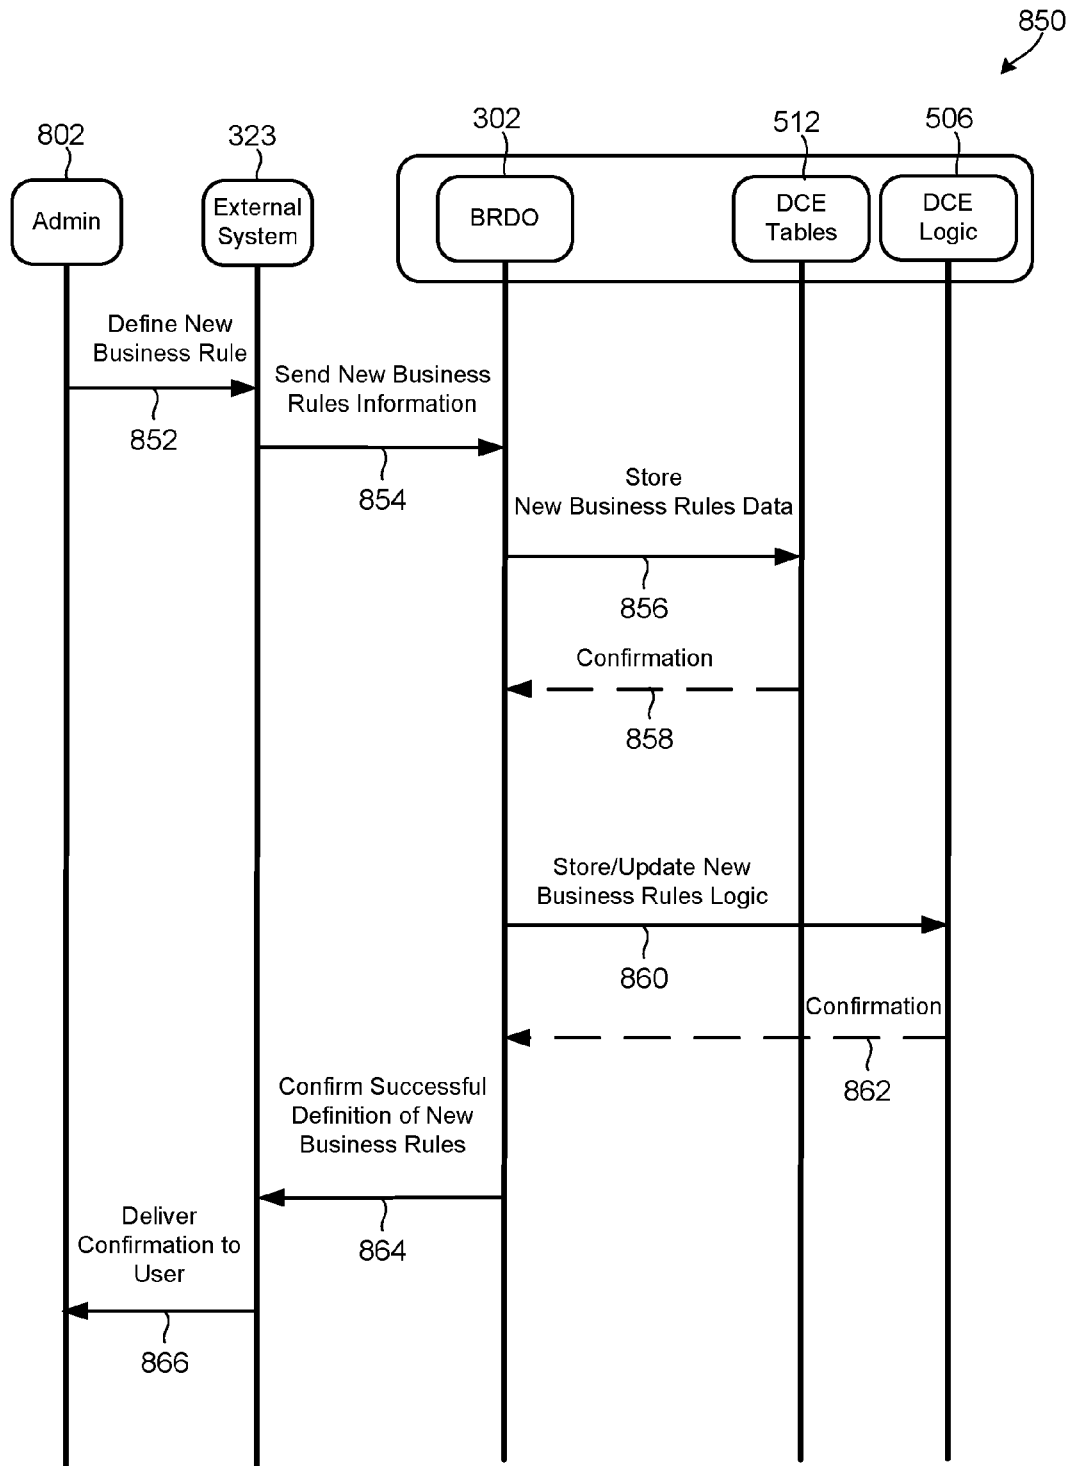 850
802
323
302
512
506
Admin
External
System
BRDO
DCE
Tables
DCE
Logic
Define New
Business Rule
852
Send New Business
Rules Information
854
Store
New Business Rules Data
856
Confirmation
858
Store/Update New
Business Rules Logic
860
Confirmation
862
Confirm Successful
Definition of New
Business Rules
864
Deliver
Confirmation to
User
866